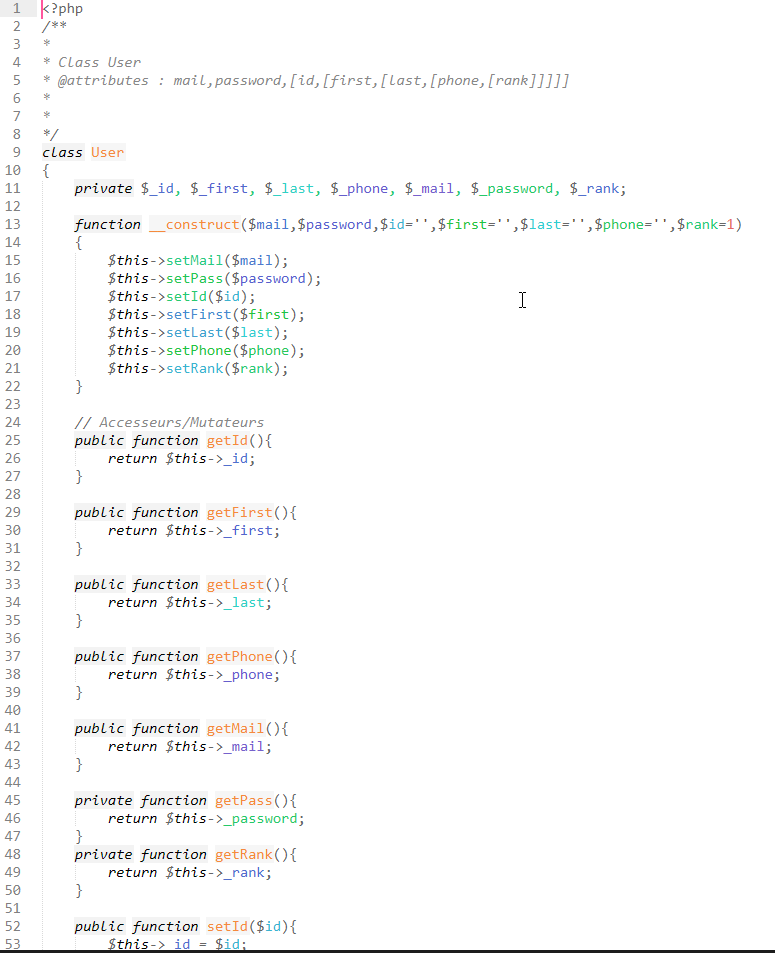 1 <?php
2 /**
3 *
4 * Class User
5 * @attributes : mail,password,[id,[first,[last,[phone,[rank]]]]]
6 *
7 *
8 */
9 class User
10 {
11 private $_id, $_first, $_last, $_phone, $_mail, $_password, $_rank;
12
13 function __construct($mail,$password,$id='',$first='',$last='',$phone='',$rank=1)
14 {
15 $this->setMail($mail);
16 $this->setPass($password);
17 $this->setId($id);
18 $this->setFirst($first);
19 $this->setLast($last);
20 $this->setPhone($phone);
21 $this->setRank($rank);
22 }
23
24 // Accesseurs/Mutateurs
25 public function getId(){
26 return $this->_id;
27 }
28
29 public function getFirst(){
30 return $this->_first;
31 }
32
33 public function getLast(){
34 return $this->_last;
35 }
36
37 public function getPhone(){
38 return $this->_phone;
39 }
40
41 public function getMail(){
42 return $this->_mail;
43 }
44
45 private function getPass(){
46 return $this->_password;
47 }
48 private function getRank(){
49 return $this->_rank;
50 }
51
52 public function setId($id){
53 $this->_id = $id;